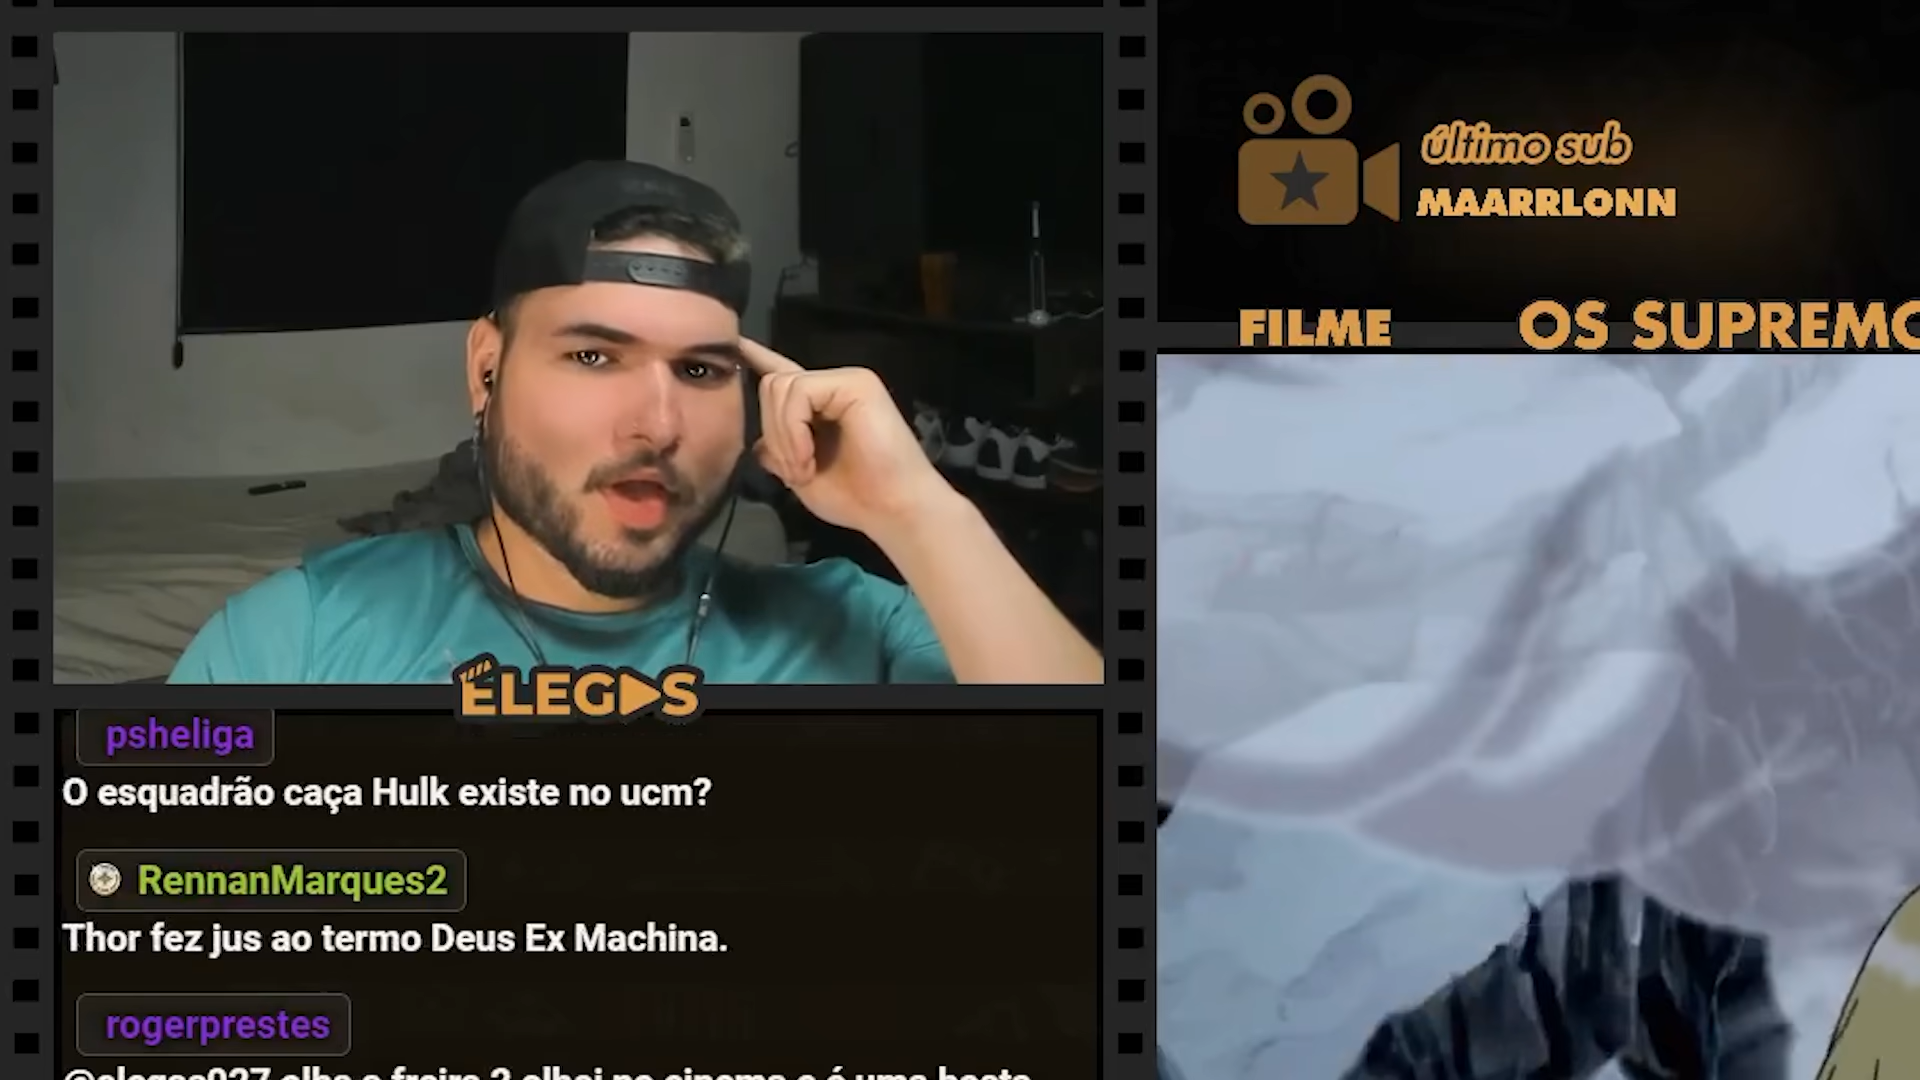 último sub
MAARRLONN
FILME
OS SUPREMO
ELEGOS
psheliga
O esquadrão caça Hulk existe no ucm?
RennanMarques2
Thor fez jus ao termo Deus Ex Machina.
rogerprestes